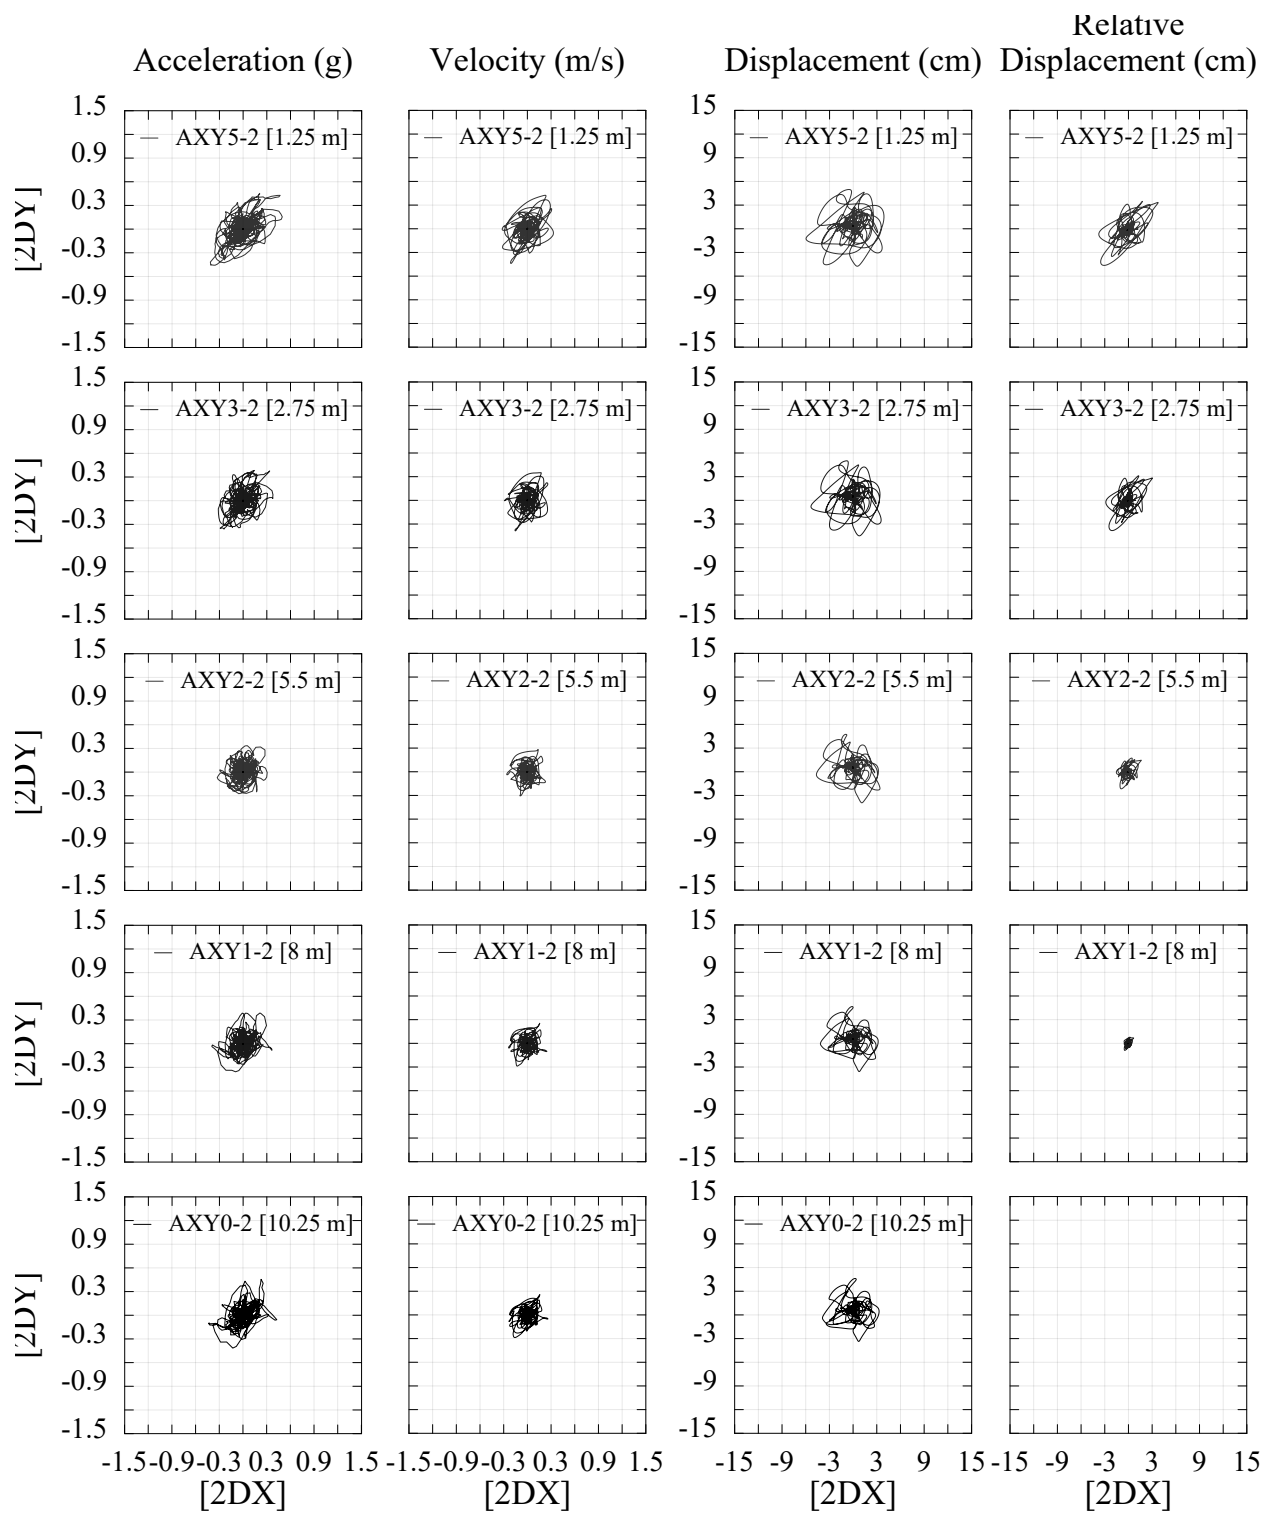 Relative
Acceleration (g) Velocity (m/s) Displacement (cm) Displacement (cm)
1.5 15
AXY5-2 [1.25 m] AXY5-2 [1.25 m] AXY5-2 [1.25 m] AXY5-2 [1.25 m]
0.9 9
0.3 3
[2DY]
-0.3 -3
-0.9 -9
-1.5 -15
1.5 15
AXY3-2 [2.75 m] AXY3-2 [2.75 m] AXY3-2 [2.75 m] AXY3-2 [2.75 m]
0.9 9
0.3 3
[2DY]
-0.3 -3
-0.9 -9
-1.5 -15
1.5 15
AXY2-2 [5.5 m] AXY2-2 [5.5 m] AXY2-2 [5.5 m] AXY2-2 [5.5 m]
0.9 9
0.3 3
[2DY]
-0.3 -3
-0.9 -9
-1.5 -15
1.5 15
AXY1-2 [8 m] AXY1-2 [8 m] AXY1-2 [8 m] AXY1-2 [8 m]
0.9 9
0.3 3
[2DY]
-0.3 -3
-0.9 -9
-1.5 -15
1.5 15
AXY0-2 [10.25 m] AXY0-2 [10.25 m] AXY0-2 [10.25 m]
0.9 9
0.3 3
[2DY]
-0.3 -3
-0.9 -9
-1.5 -15
-1.5 -0.9 -0.3 0.3 0.9 1.5 -1.5 -0.9 -0.3 0.3 0.9 1.5 -15 -9 -3 3 9 15 -15 -9 -3 3 9 15
[2DX] [2DX] [2DX] [2DX]